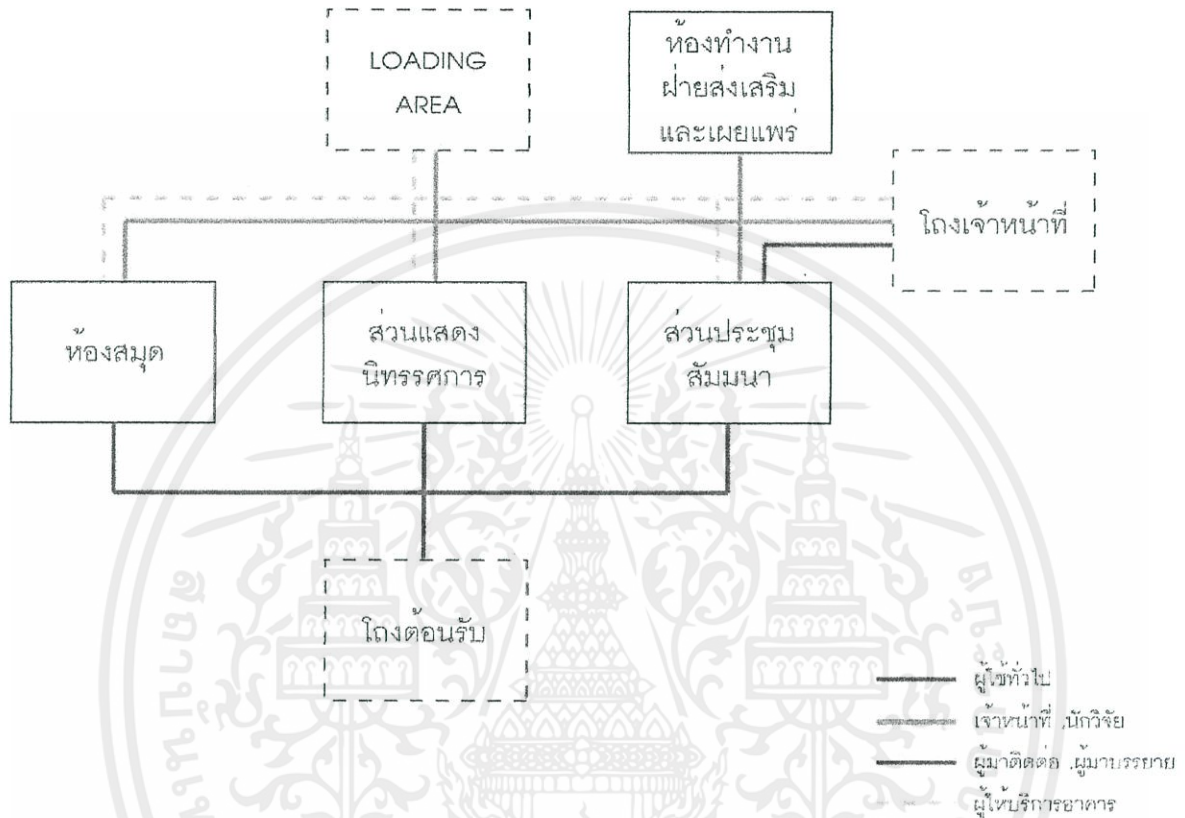 LOADING
AREA
ห้องทำงาน
ฝ่ายส่งเสริม
และเผยแพร่
โถงเจ้าหน้าที่
ห้องสมุด
ส่วนแสดง
นิทรรศการ
ส่วนประชุม
สัมมนา
โถงต้อนรับ
ผู้ใช้ทั่วไป
เจ้าหน้าที่ ,นักวิจัย
ผู้มาติดต่อ ,ผู้มาบรรยาย
ผู้ให้บริการอาคาร